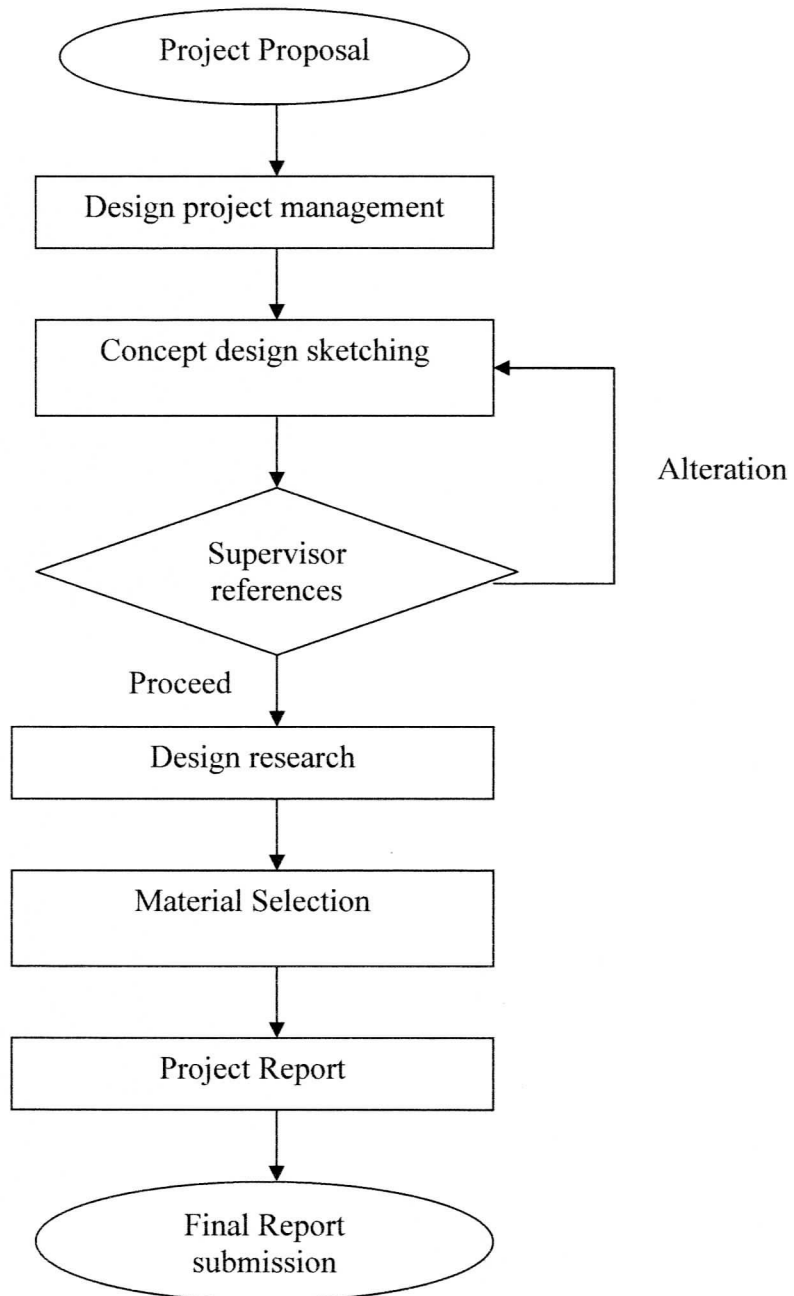 Project Proposal
Design project management
Concept design sketching
Alteration
Supervisor
references
Proceed
Design research
Material Selection
Project Report
Final Report
submission